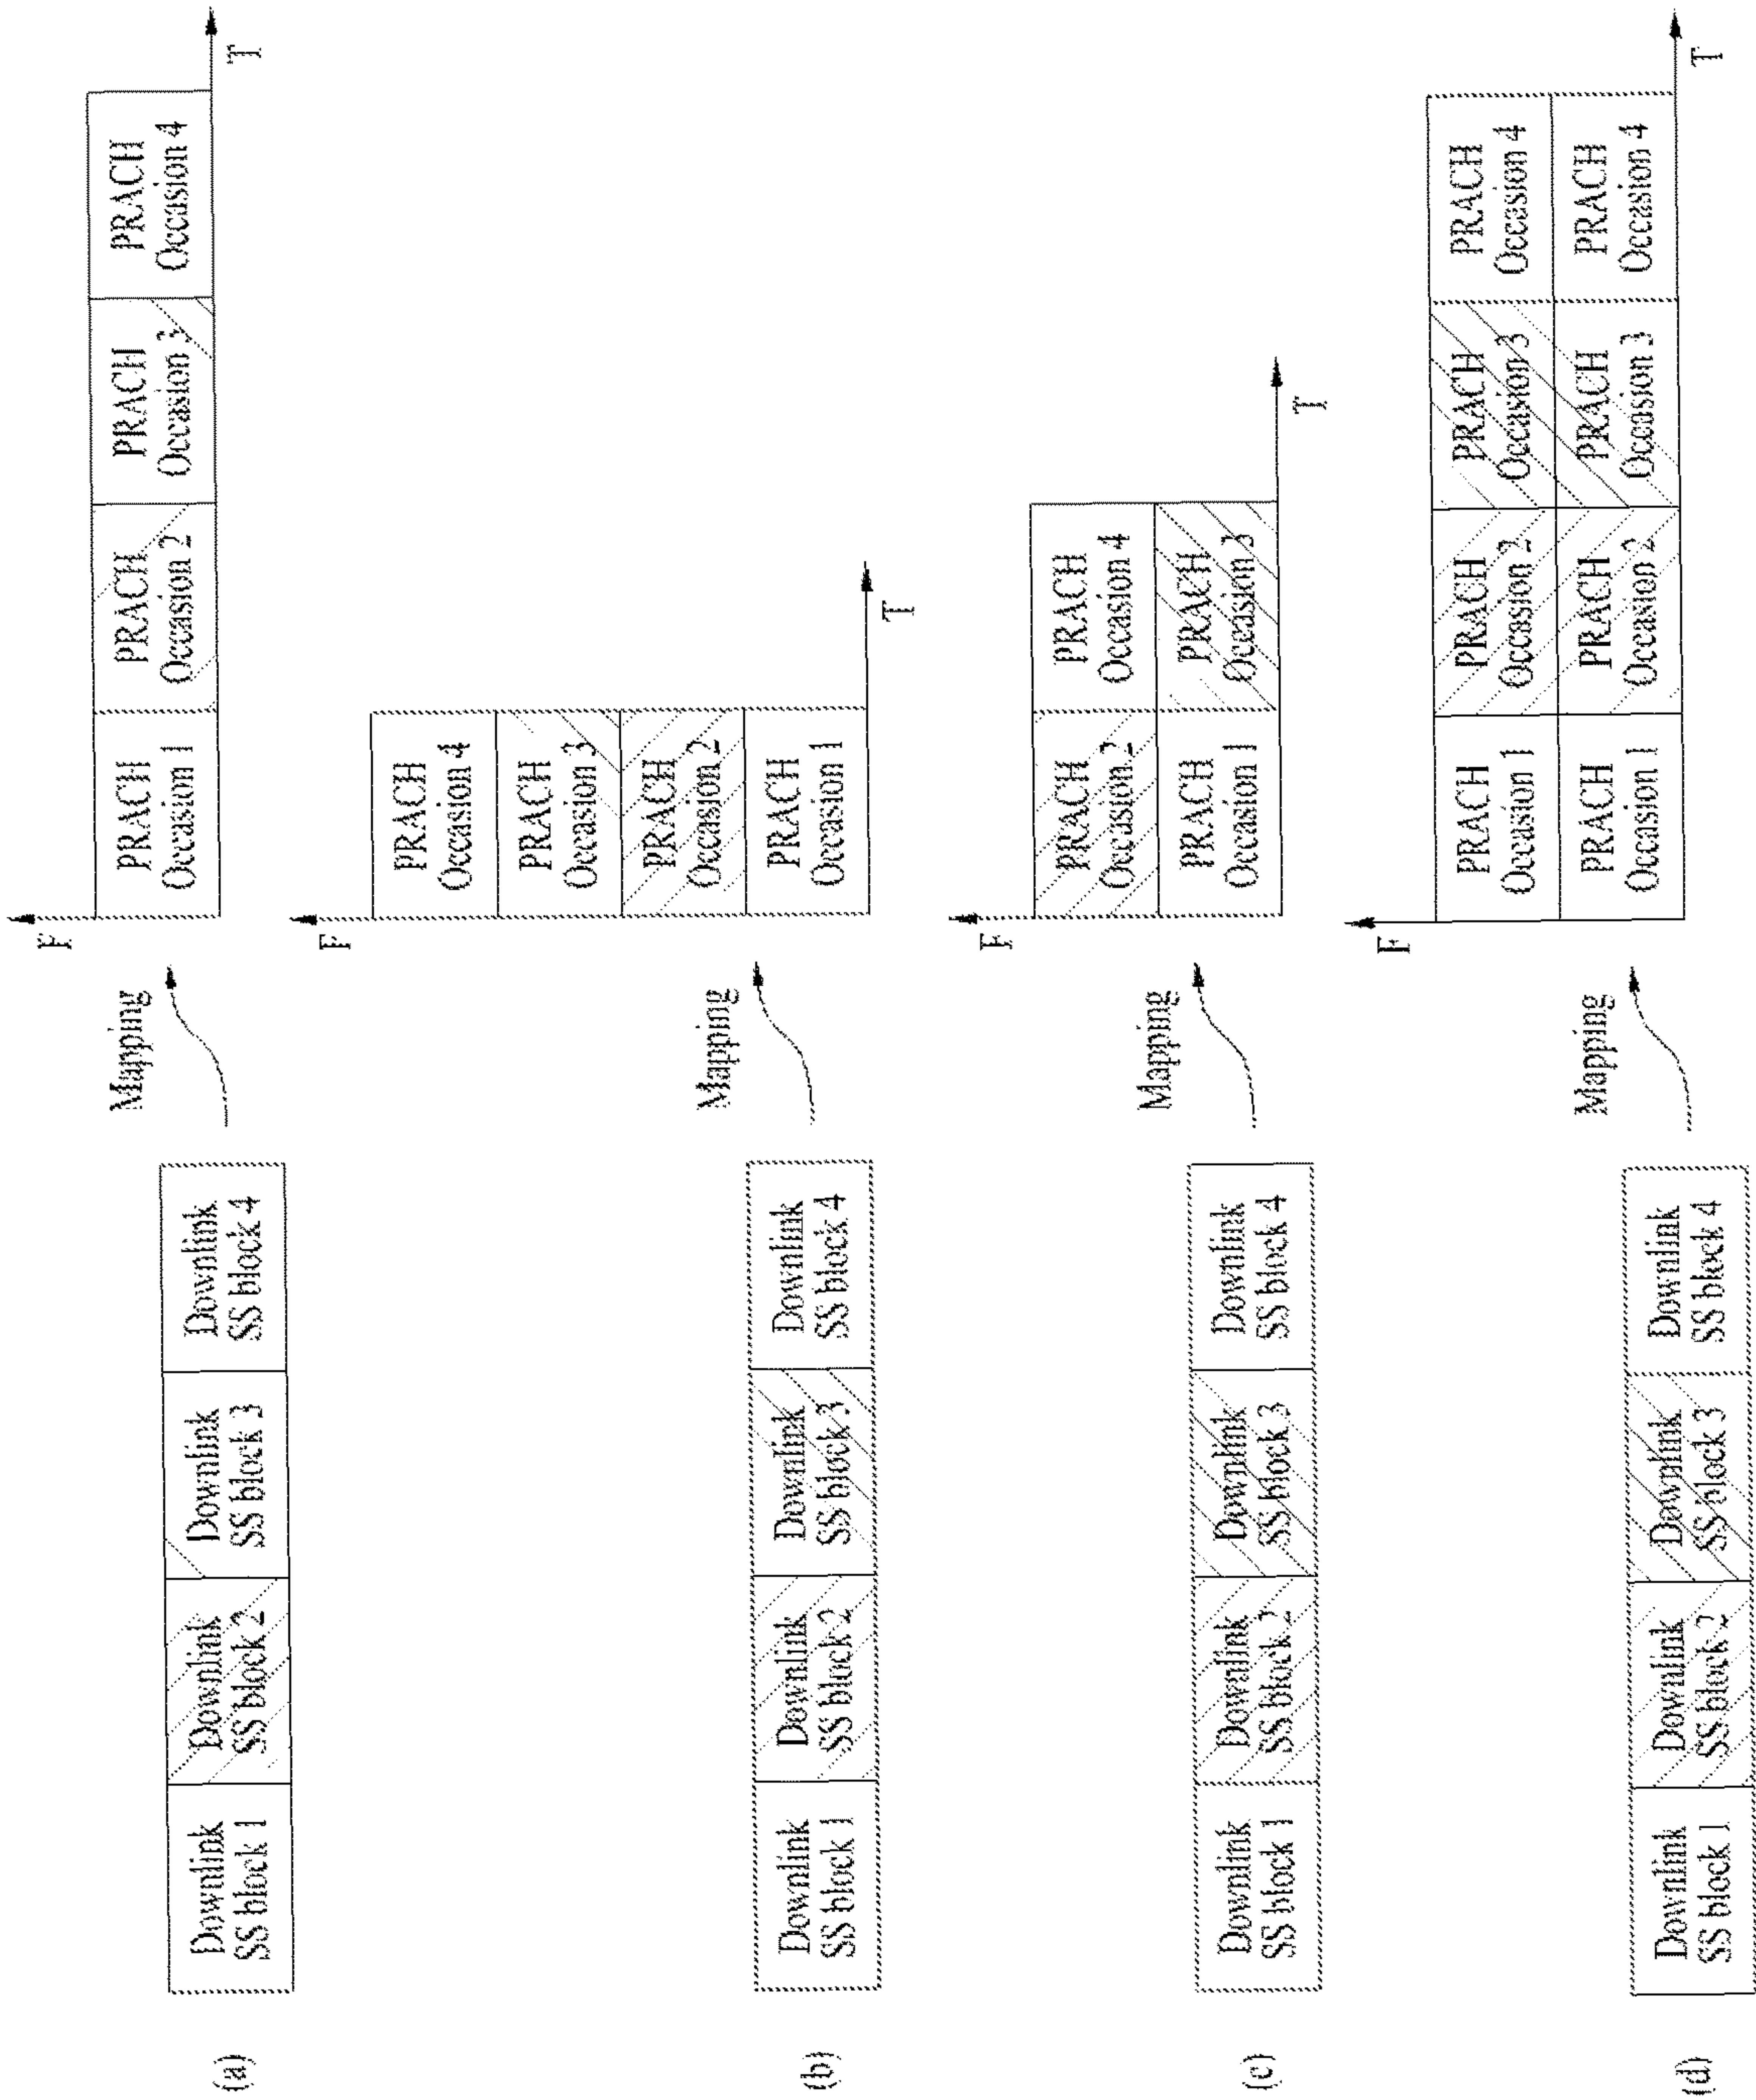 (a)
Downlink
SS block 1
Downlink
SS block 2
Downlink
SS block 3
Downlink
SS block 4
Mapping
F
PRACH
Occasion 1
PRACH
Occasion 2
PRACH
Occasion 3
PRACH
Occasion 4
T
(b)
Downlink
SS block 1
Downlink
SS block 2
Downlink
SS block 3
Downlink
SS block 4
Mapping
F
PRACH
Occasion 4
PRACH
Occasion 3
PRACH
Occasion 2
PRACH
Occasion 1
T
(c)
Downlink
SS block 1
Downlink
SS block 2
Downlink
SS block 3
Downlink
SS block 4
Mapping
F
PRACH
Occasion 2
PRACH
Occasion 4
PRACH
Occasion 1
PRACH
Occasion 3
T
(d)
Downlink
SS block 1
Downlink
SS block 2
Downlink
SS block 3
Downlink
SS block 4
Mapping
F
PRACH
Occasion 1
PRACH
Occasion 2
PRACH
Occasion 3
PRACH
Occasion 4
PRACH
Occasion 1
PRACH
Occasion 2
PRACH
Occasion 3
PRACH
Occasion 4
T